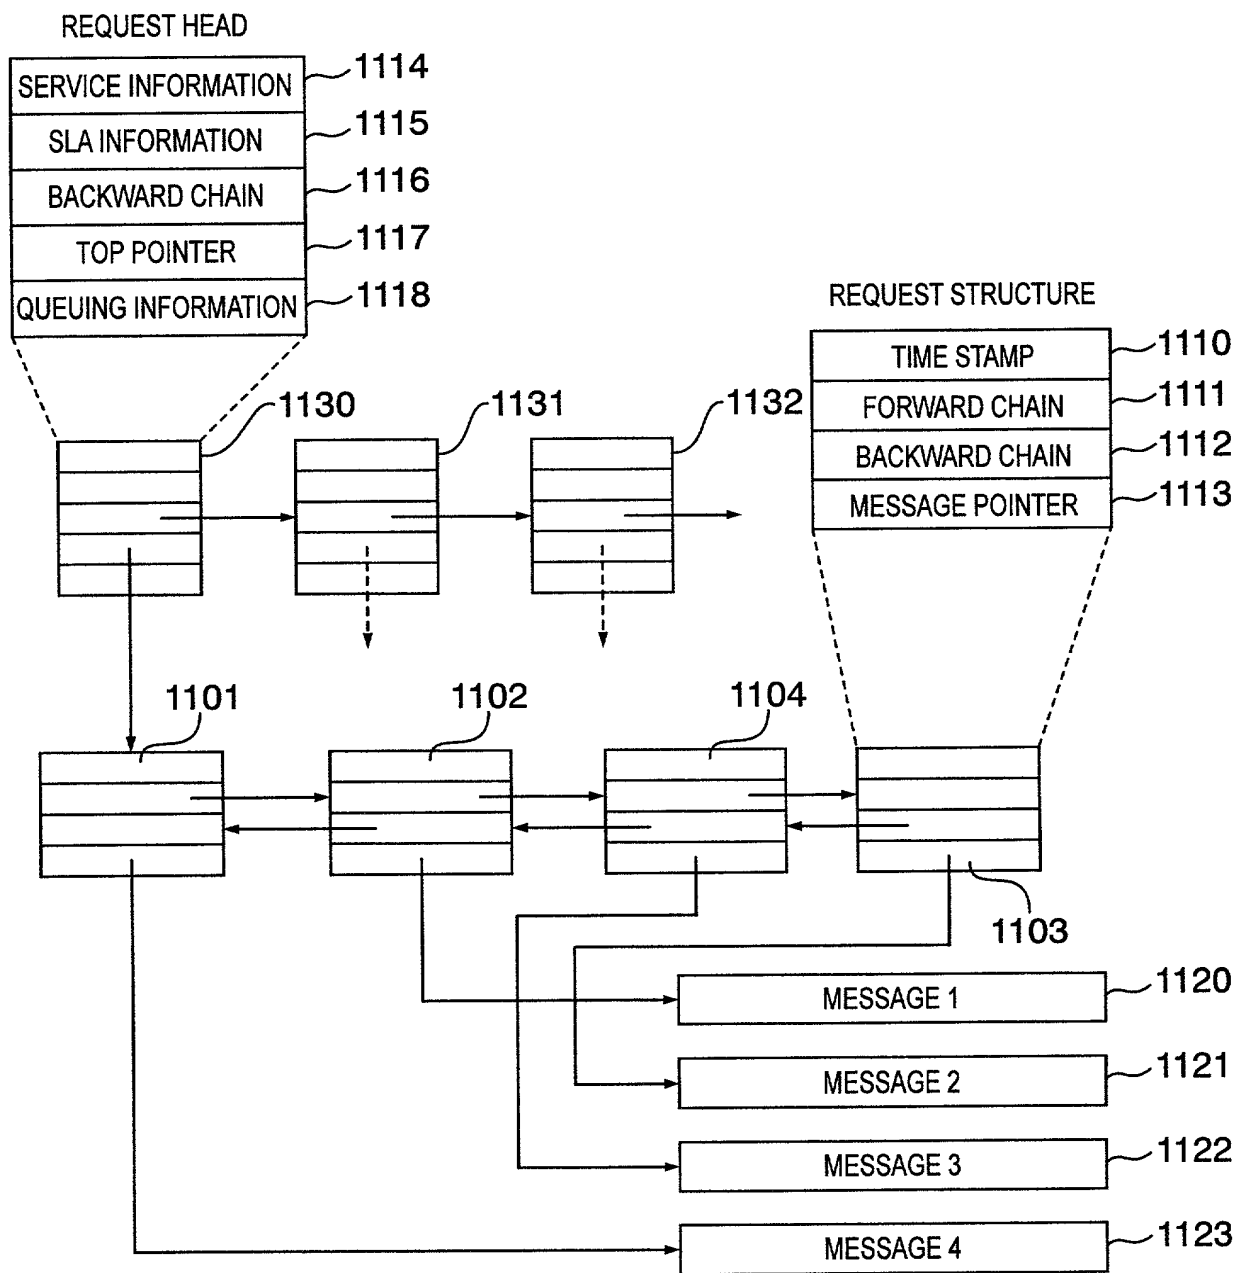 REQUEST HEAD
SERVICE INFORMATION 1114
SLA INFORMATION 1115
BACKWARD CHAIN 1116
TOP POINTER 1117
QUEUING INFORMATION 1118
REQUEST STRUCTURE
TIME STAMP 1110
FORWARD CHAIN 1111
BACKWARD CHAIN 1112
MESSAGE POINTER 1113
1130 1131 1132
1101 1102 1104
1103
MESSAGE 1 1120
MESSAGE 2 1121
MESSAGE 3 1122
MESSAGE 4 1123